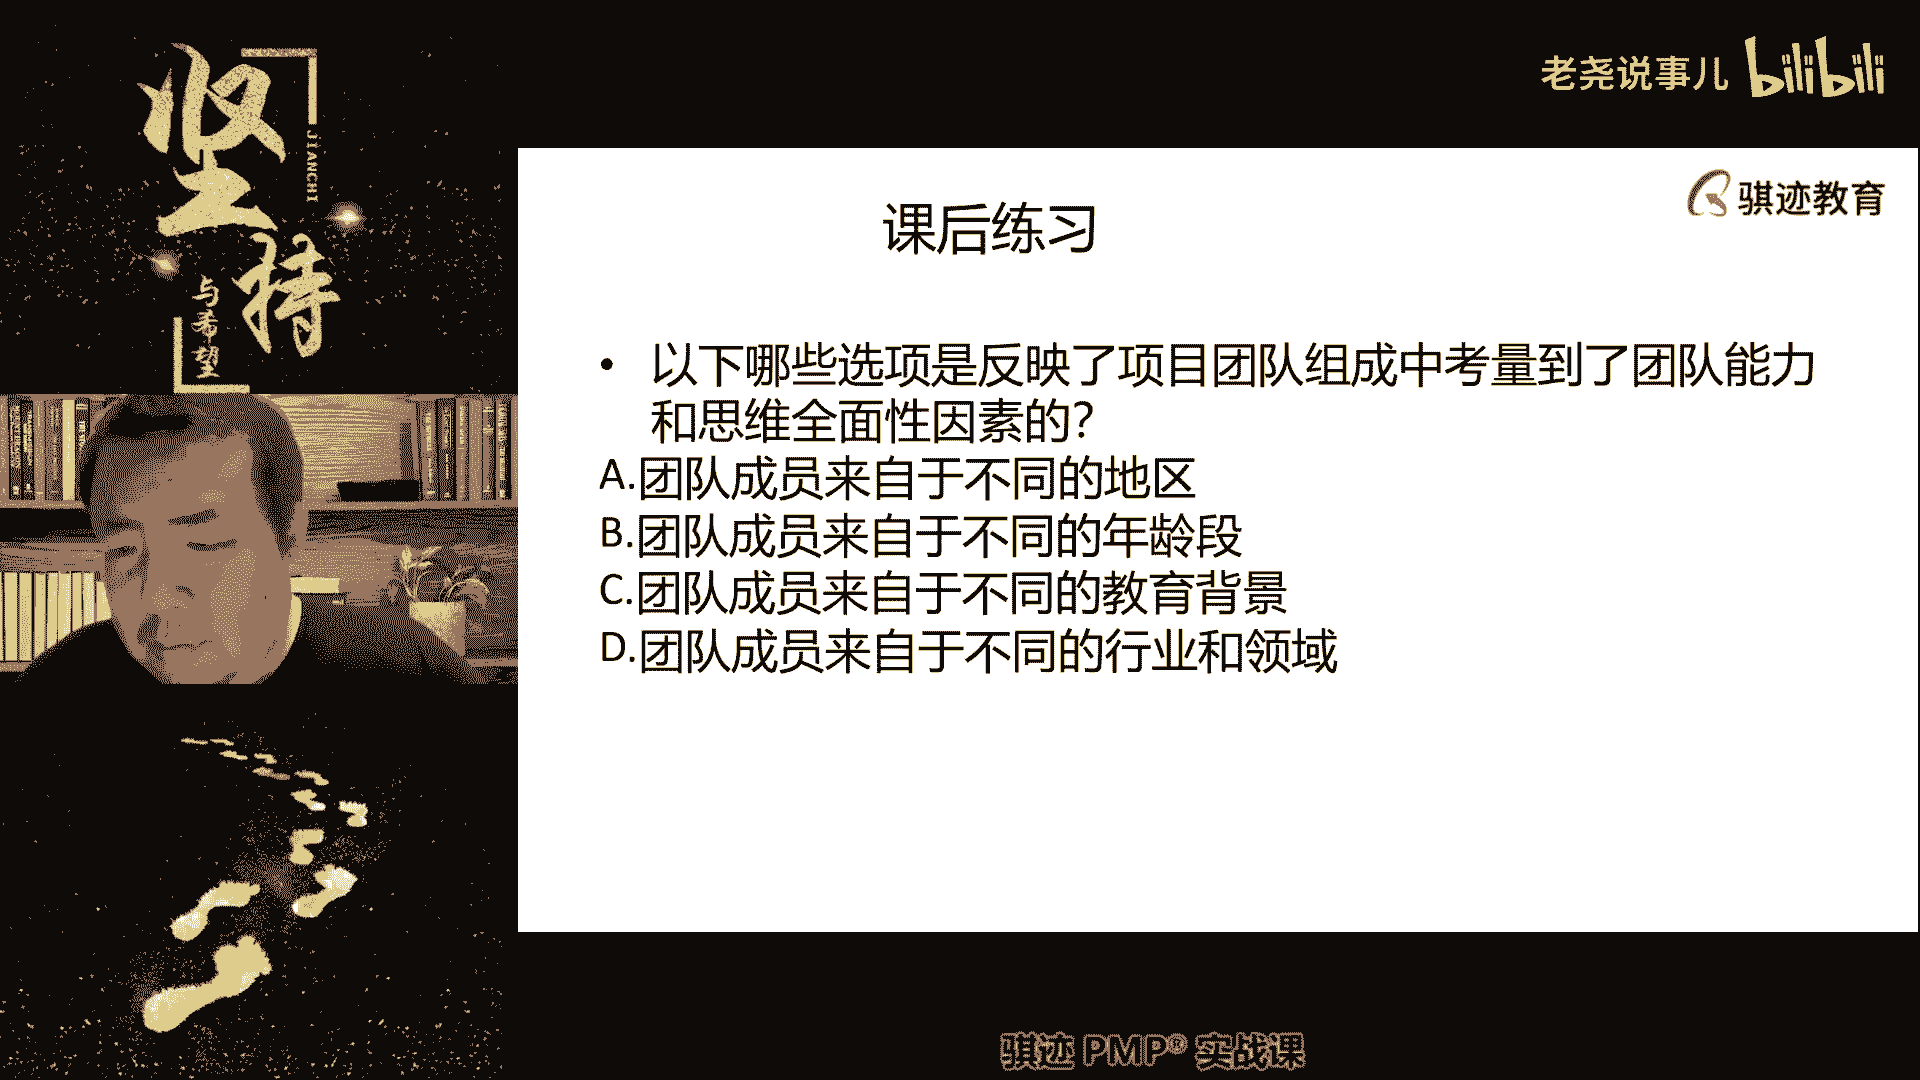 坚持
JIANCHI
与希望
老尧说事儿 bilibili
骐迹教育
课后练习
• 以下哪些选项是反映了项目团队组成中考量到了团队能力
和思维全面性因素的?
A.团队成员来自于不同的地区
B.团队成员来自于不同的年龄段
C.团队成员来自于不同的教育背景
D.团队成员来自于不同的行业和领域
骐迹 PMP® 实战课